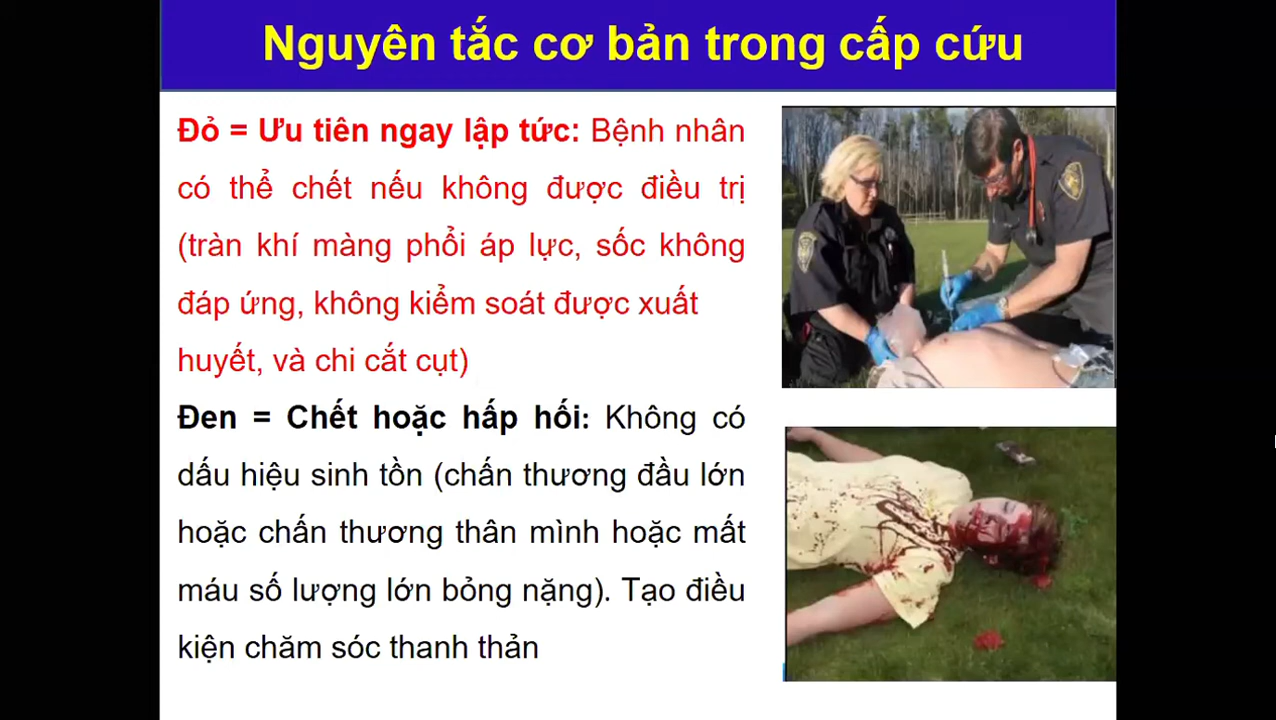 Nguyên tắc cơ bản trong cấp cứu
Đỏ = Ưu tiên ngay lập tức: Bệnh nhân
có thể chết nếu không được điều trị
(tràn khí màng phổi áp lực, sốc không
đáp ứng, không kiểm soát được xuất
huyết, và chi cắt cụt)
Đen = Chết hoặc hấp hối: Không có
dấu hiệu sinh tồn (chấn thương đầu lớn
hoặc chấn thương thân mình hoặc mất
máu số lượng lớn bỏng nặng). Tạo điều
kiện chăm sóc thanh thản